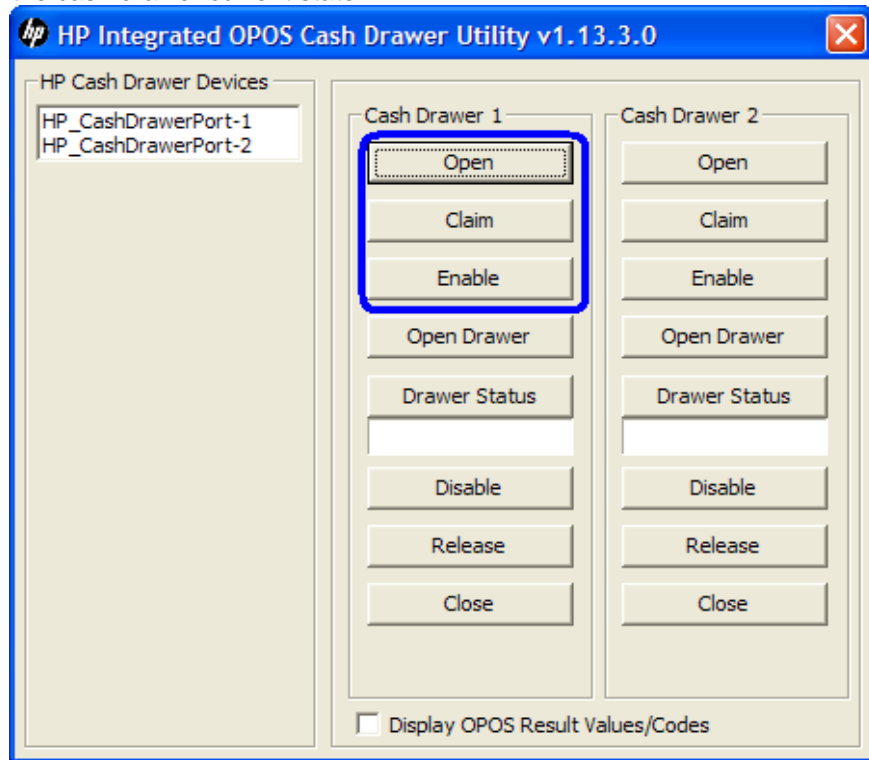 HP Integrated OPOS Cash Drawer Utility v1.13.3.0
HP Cash Drawer Devices
HP_CashDrawerPort-1
HP_CashDrawerPort-2
Cash Drawer 1
Open
Claim
Enable
Open Drawer
Drawer Status
Disable
Release
Close
Cash Drawer 2
Open
Claim
Enable
Open Drawer
Drawer Status
Disable
Release
Close
Display OPOS Result Values/Codes